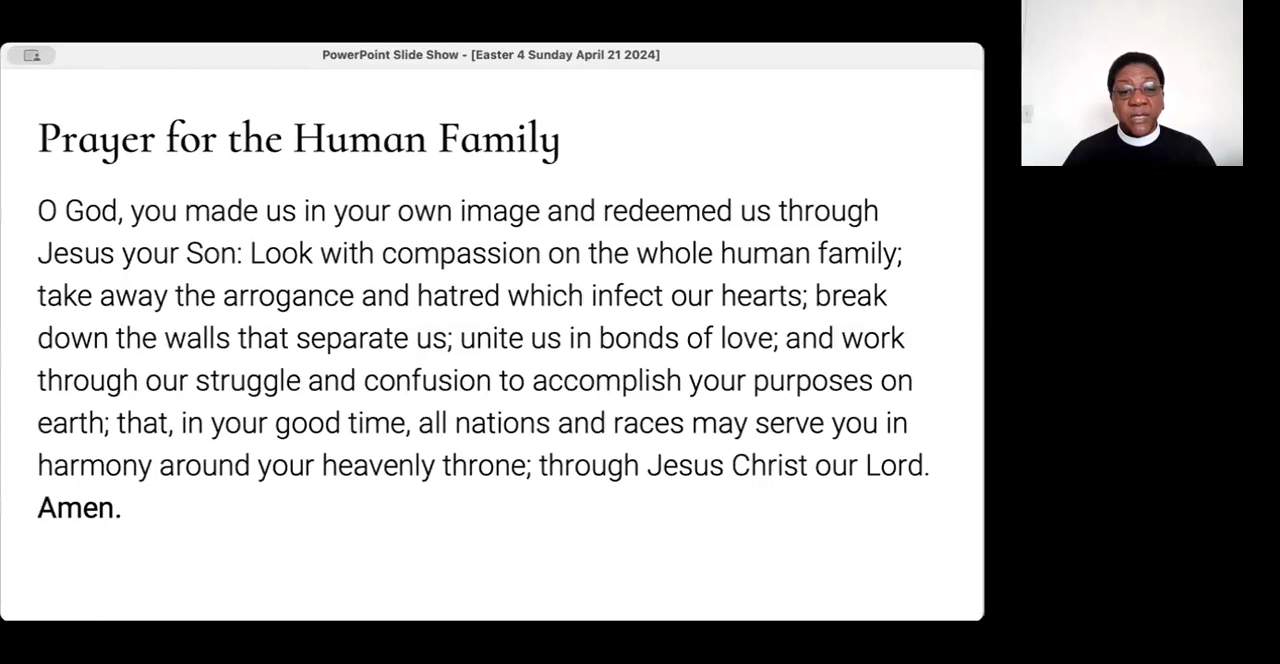 PowerPoint Slide Show - [Easter 4 Sunday April 21 2024]
Prayer for the Human Family
O God, you made us in your own image and redeemed us through
Jesus your Son: Look with compassion on the whole human family;
take away the arrogance and hatred which infect our hearts; break
down the walls that separate us; unite us in bonds of love; and work
through our struggle and confusion to accomplish your purposes on
earth; that, in your good time, all nations and races may serve you in
harmony around your heavenly throne; through Jesus Christ our Lord.
Amen.